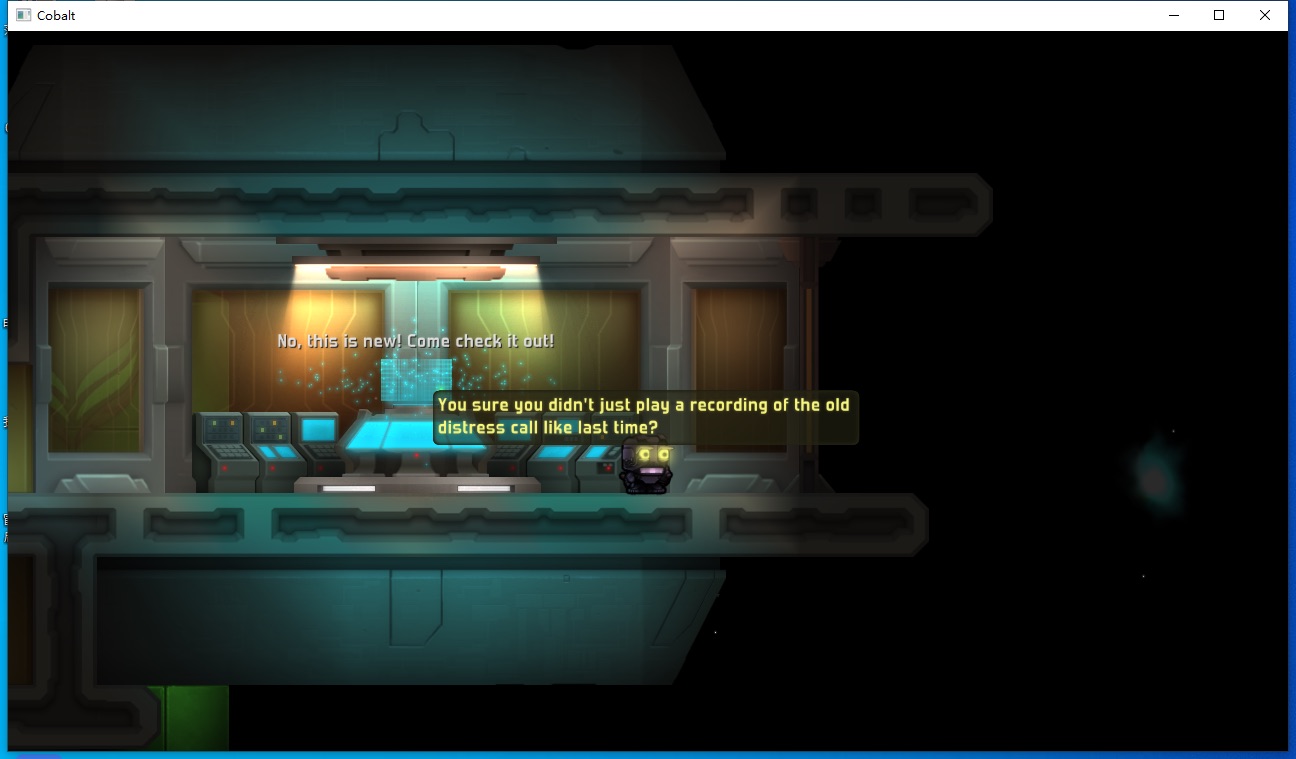 Cobalt
No, this is new! Come check it out!
You sure you didn't just play a recording of the old
distress call like last time?